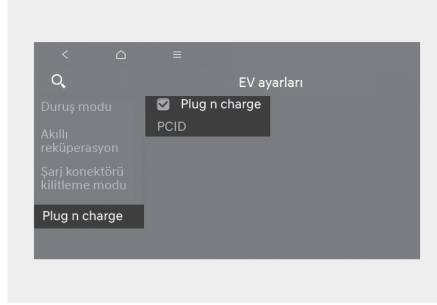 EV ayarları
Duruş modu
Akıllı
reküperasyon
Şarj konektörü
kilitleme modu
Plug n charge
Plug n charge
PCID